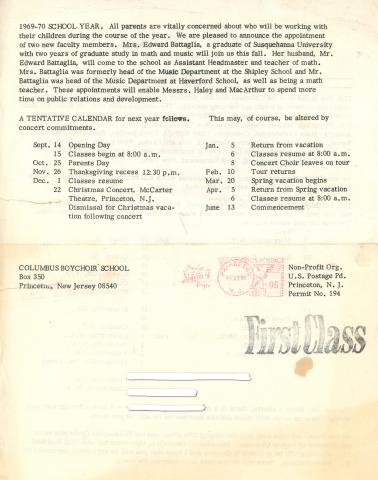 1969-70 SCHOOL YEAR. All parents are vitally concerned about who will be working with
their children during the course of the year. We are pleased to announce the appointment
of two new faculty members. Mrs. Edward Battaglia, a graduate of Susquehanna University
with two years of graduate study in math and music will join us this fall. Her husband, Mr.
Edward Battaglia, will come to the school as Assistant Headmaster and teacher of math.
Mrs. Battaglia was formerly head of the Music Department at the Shipley School and Mr.
Battaglia was head of the Music Department at Haverford School, as well as being a math
teacher. These appointments will enable Messrs. Haley and MacArthur to spend more
time on public relations and development.
A TENTATIVE CALENDAR for next year follows. This may, of course, be altered by
concert commitments.
Sept. 14 Opening Day
15 Classes begin at 8:00 a.m.
Oct. 25 Parents Day
Nov. 26 Thanksgiving recess 12:30 p.m.
Dec. 1 Classes resume
22 Christmas Concert, McCarter
Theatre, Princeton, N.J.
Dismissal for Christmas vaca-
tion following concert
Jan. 5 Return from vacation
6 Classes resume at 8:00 a.m.
8 Concert Choir leaves on tour
Feb. 10 Tour returns
Mar. 20 Spring vacation begins
Apr. 5 Return from Spring vacation
6 Classes resume at 8:00 a.m.
June 13 Commencement
COLUMBUS BOYCHOIR SCHOOL
Box 350
Princeton, New Jersey 08540
PRINCETON
N.J.
U.S. POSTAGE
06
Non-Profit Org.
U.S. Postage Pd.
Princeton, N. J.
Permit No. 194
First Class